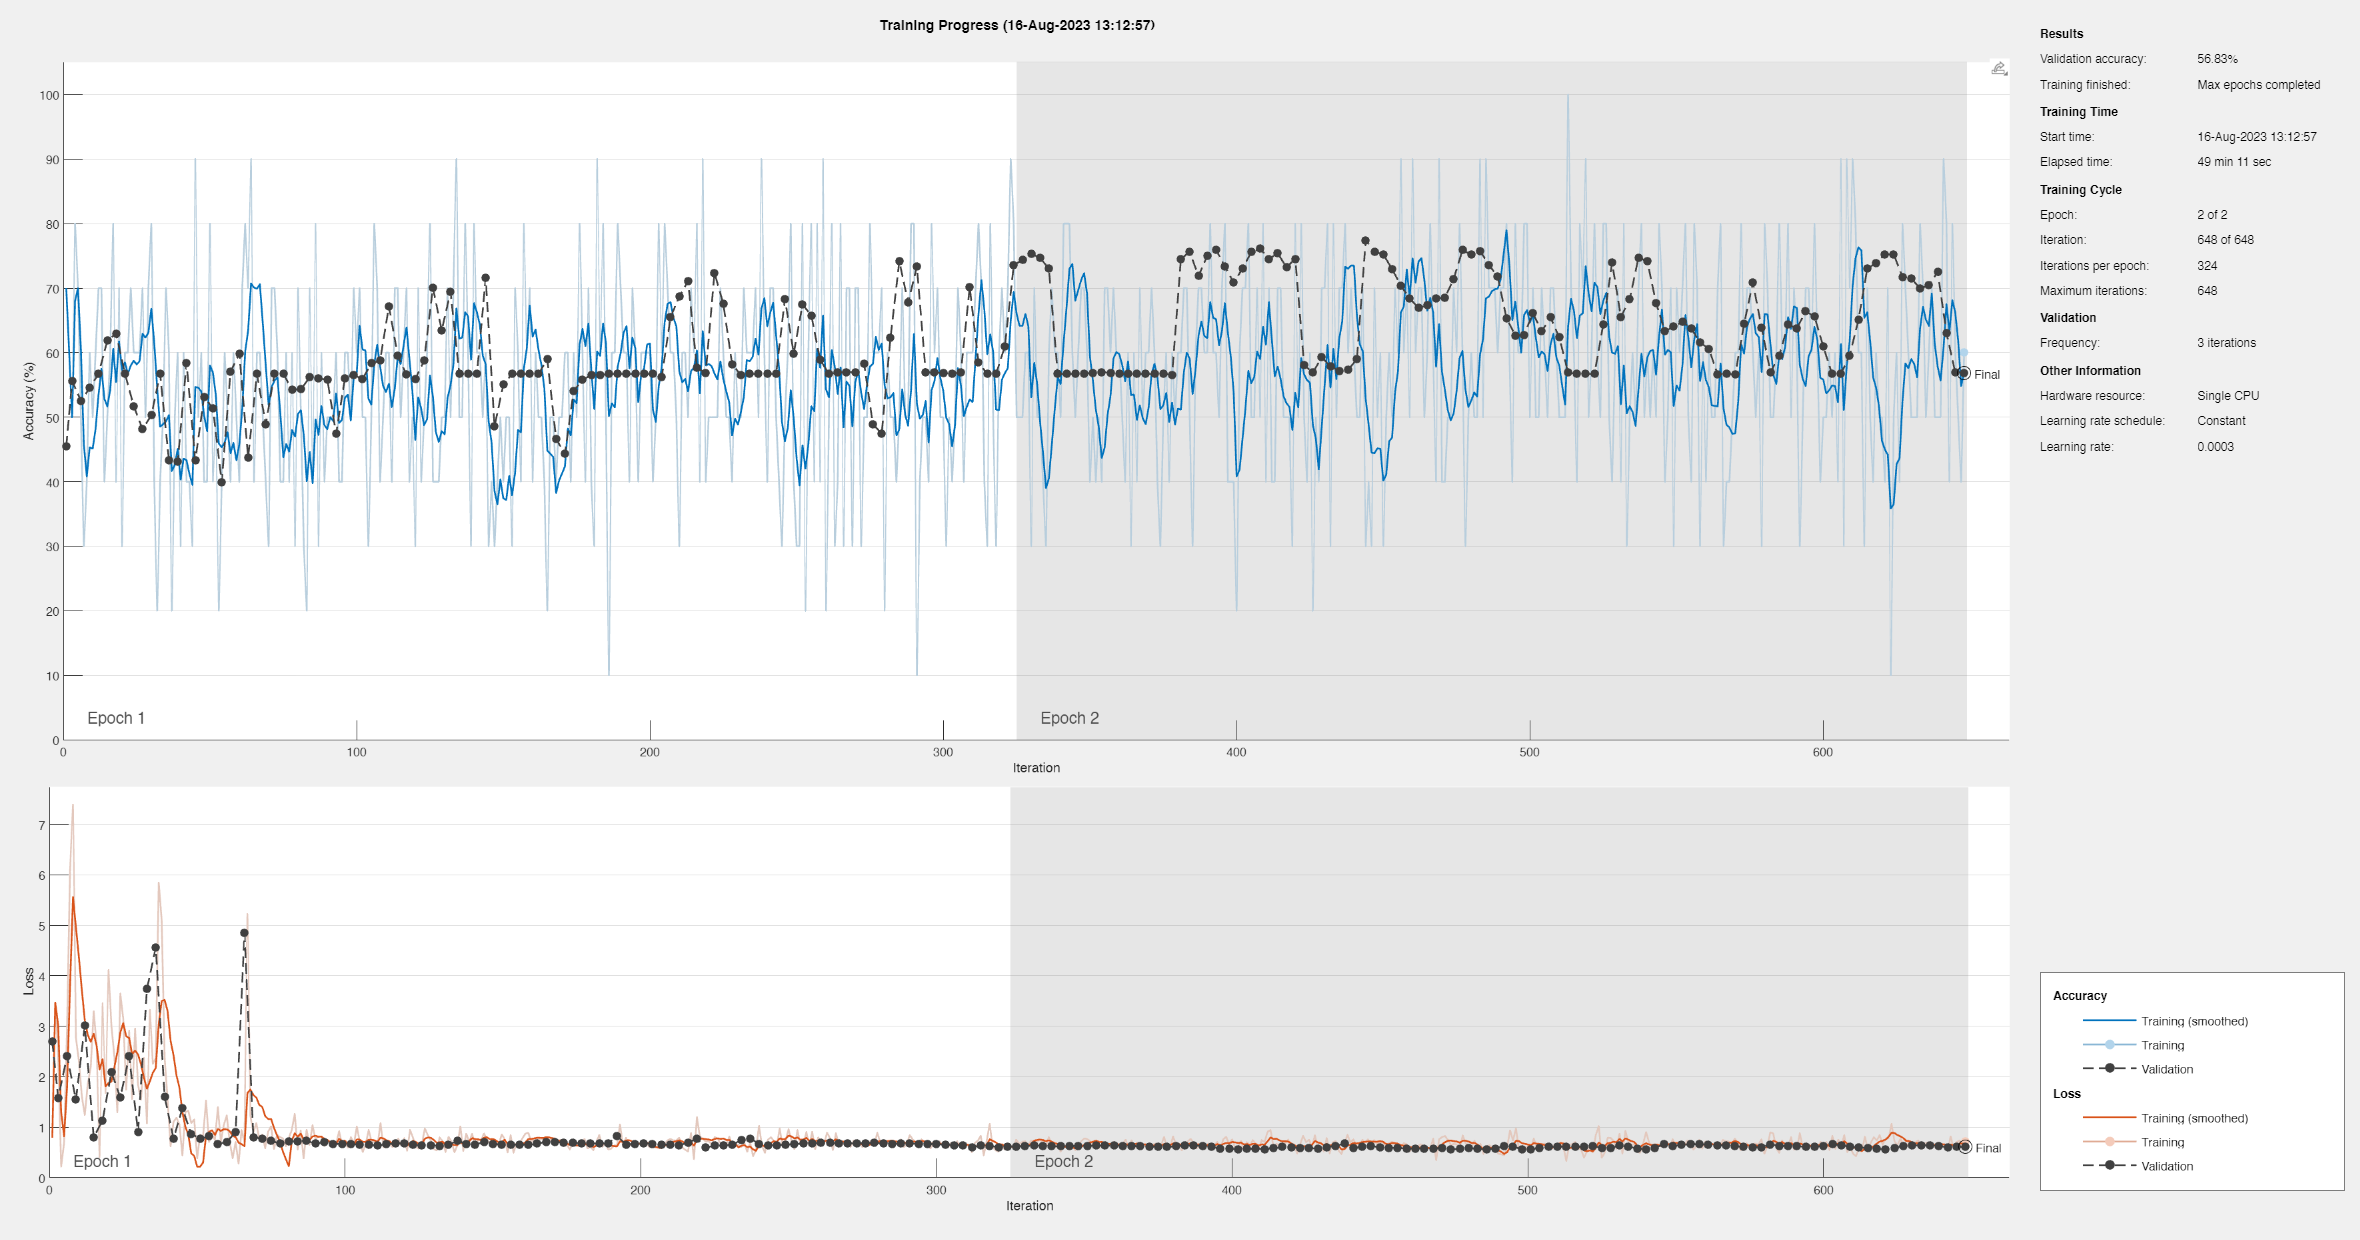 Training Progress (16-Aug-2023 13:12:57)
100
90
80
70
60
50
40
30
20
10
0
Accuracy (%)
Epoch 1
Epoch 2
Final
0 100 200 300 400 500 600
Iteration
7
6
5
4
3
2
1
0
Loss
Epoch 1
Epoch 2
Final
0 100 200 300 400 500 600
Iteration
Results
Validation accuracy: 56.83%
Training finished: Max epochs completed
Training Time
Start time: 16-Aug-2023 13:12:57
Elapsed time: 49 min 11 sec
Training Cycle
Epoch: 2 of 2
Iteration: 648 of 648
Iterations per epoch: 324
Maximum iterations: 648
Validation
Frequency: 3 iterations
Other Information
Hardware resource: Single CPU
Learning rate schedule: Constant
Learning rate: 0.0003
Accuracy
Training (smoothed)
Training
Validation
Loss
Training (smoothed)
Training
Validation